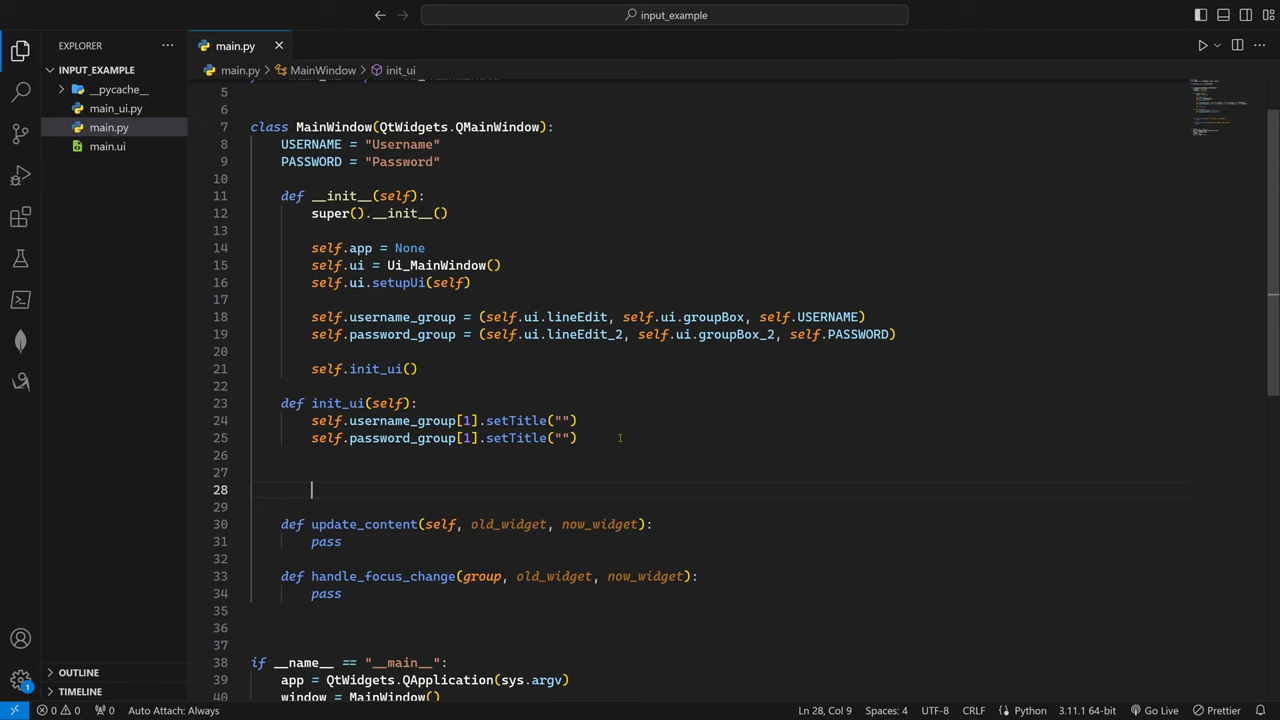 input_example
EXPLORER
main.py
main.py > MainWindow > init_ui
INPUT_EXAMPLE
__pycache__
main_ui.py
main.py
main.ui
5
6
7 class MainWindow(QtWidgets.QMainWindow):
8 USERNAME = "Username"
9 PASSWORD = "Password"
10
11 def __init__(self):
12 super().__init__()
13
14 self.app = None
15 self.ui = Ui_MainWindow()
16 self.ui.setupUi(self)
17
18 self.username_group = (self.ui.lineEdit, self.ui.groupBox, self.USERNAME)
19 self.password_group = (self.ui.lineEdit_2, self.ui.groupBox_2, self.PASSWORD)
20
21 self.init_ui()
22
23 def init_ui(self):
24 self.username_group[1].setTitle("")
25 self.password_group[1].setTitle("")
26
27
28
29
30 def update_content(self, old_widget, now_widget):
31 pass
32
33 def handle_focus_change(group, old_widget, now_widget):
34 pass
35
36
37
38 if __name__ == "__main__":
39 app = QtWidgets.QApplication(sys.argv)
40 window = MainWindow()
OUTLINE
TIMELINE
1
0 0 0 Auto Attach: Always
Ln 28, Col 9 Spaces: 4 UTF-8 CRLF Python 3.11.1 64-bit Go Live Prettier